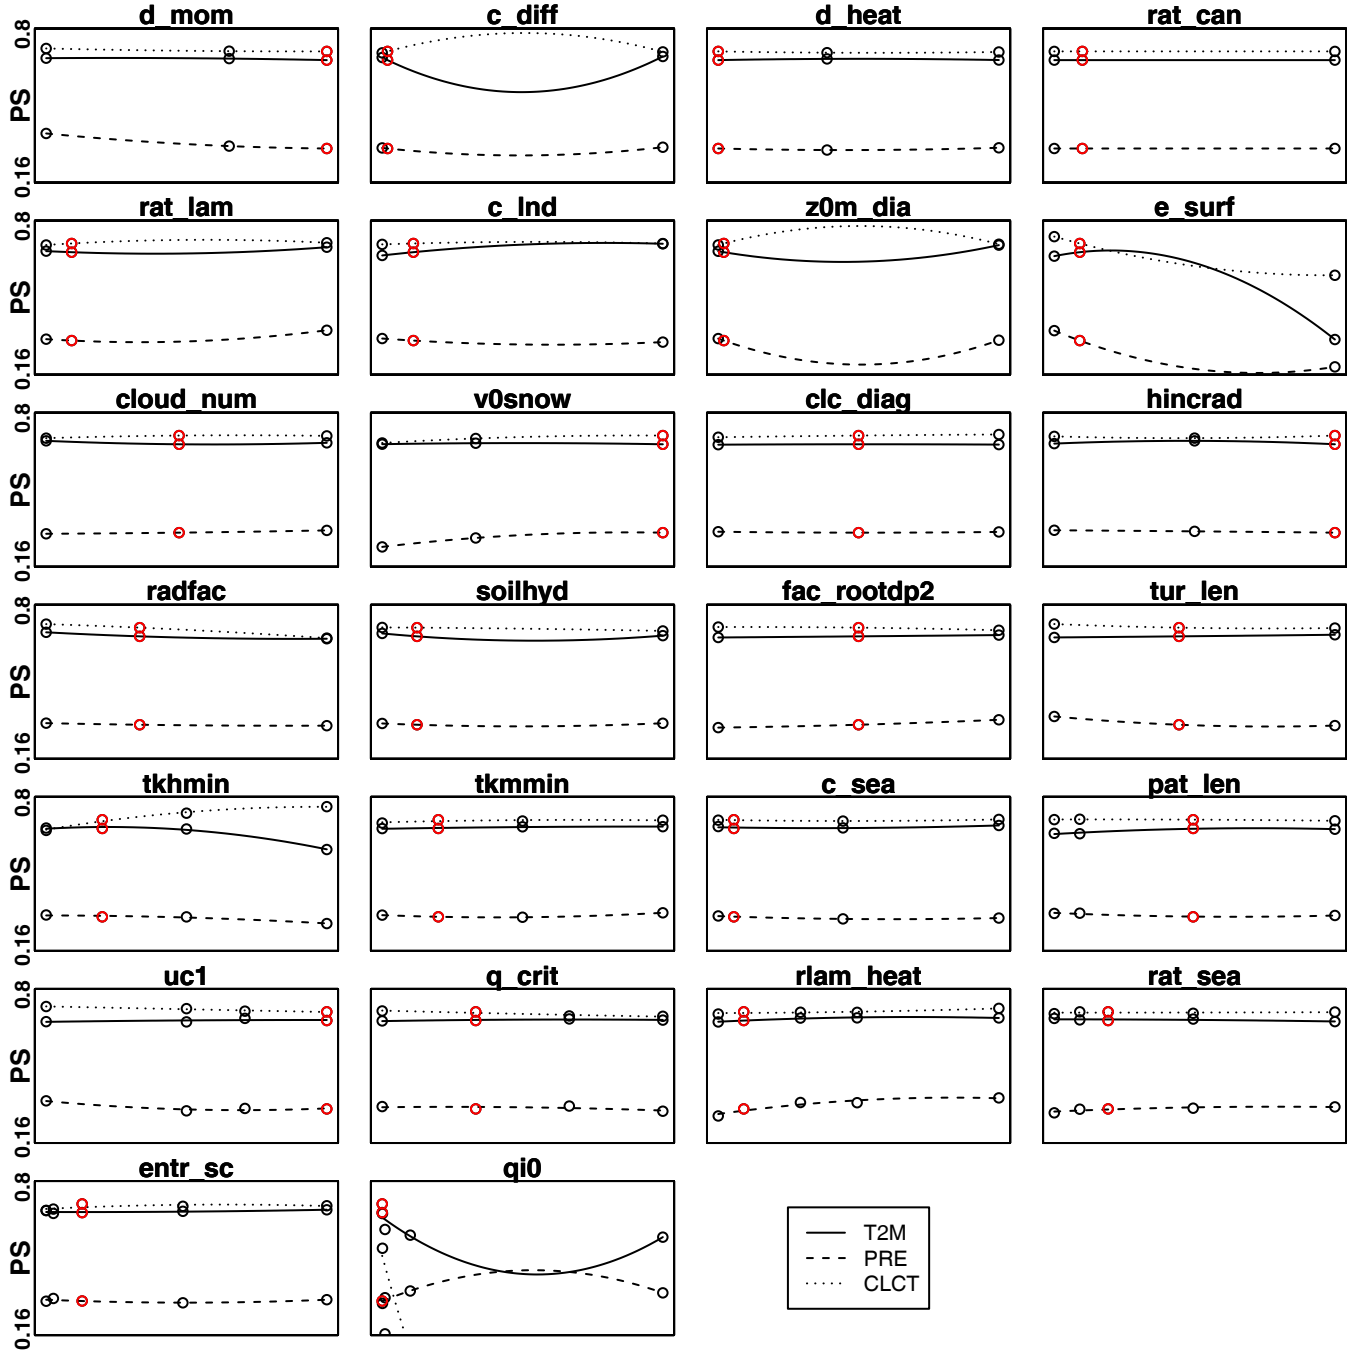 d_mom c_diff d_heat rat_can
0.8
PS
0.16
rat_lam c_lnd z0m_dia e_surf
0.8
PS
0.16
cloud_num v0snow clc_diag hincrad
0.8
PS
0.16
radfac soilhyd fac_rootdp2 tur_len
0.8
PS
0.16
tkhmin tkmmin c_sea pat_len
0.8
PS
0.16
uc1 q_crit rlam_heat rat_sea
0.8
PS
0.16
entr_sc qi0
0.8
PS
0.16
T2M
PRE
CLCT